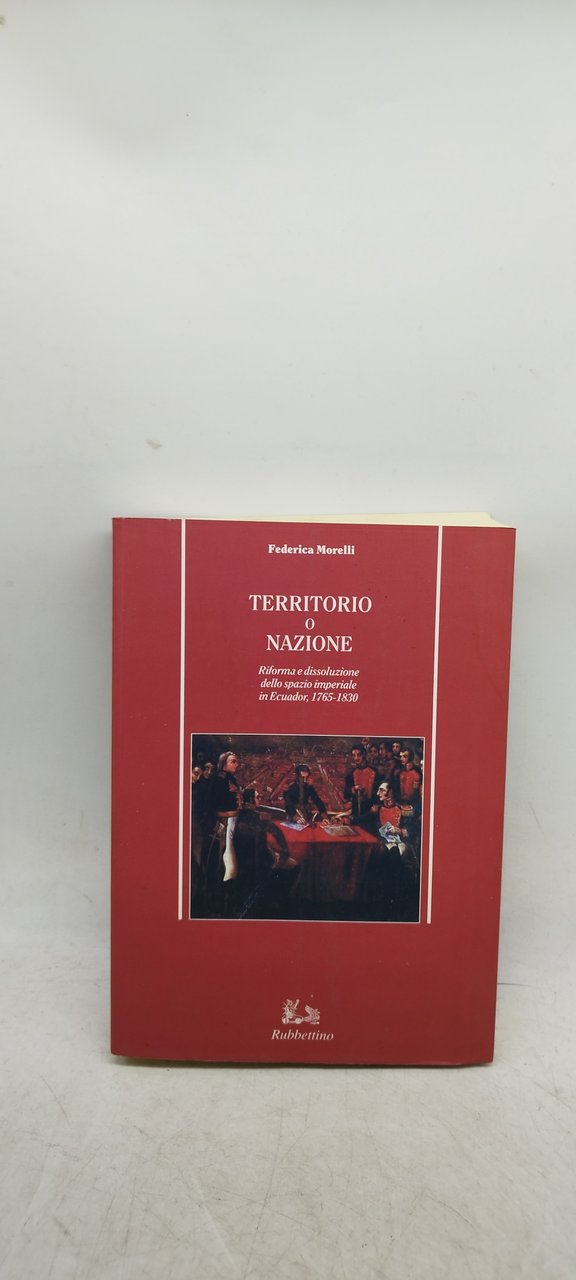 Federica Morelli
TERRITORIO
O
NAZIONE
Riforma e dissoluzione
dello spazio imperiale
in Ecuador, 1765-1830
Rubbettino